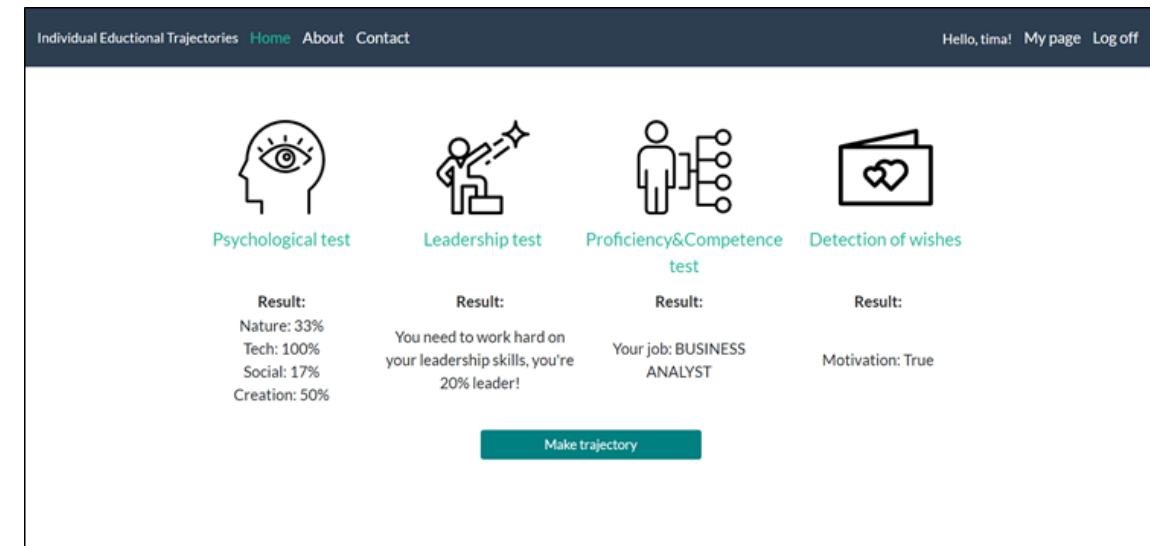 Individual Eductional Trajectories Home About Contact Hello, tima! My page Log off
Psychological test
Result:
Nature: 33%
Tech: 100%
Social: 17%
Creation: 50%
Leadership test
Result:
You need to work hard on
your leadership skills, you're
20% leader!
Proficiency&Competence
test
Result:
Your job: BUSINESS
ANALYST
Detection of wishes
Result:
Motivation: True
Make trajectory